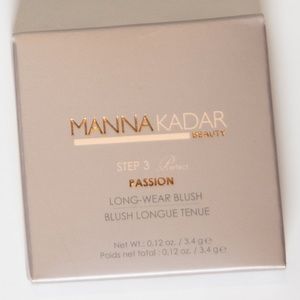 MANNA KADAR
BEAUTY
STEP 3 Perfect
PASSION
LONG-WEAR BLUSH
BLUSH LONGUE TENUE
Net Wt.: 0.12 oz. / 3.4 g e
Poids net total : 0.12 oz. / 3.4 g e